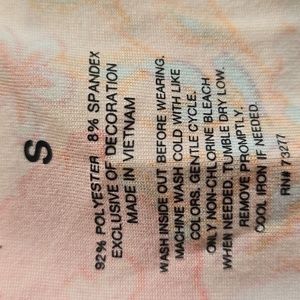 S
92% POLYESTER 8% SPANDEX
EXCLUSIVE OF DECORATION
MADE IN VIETNAM
WASH INSIDE OUT BEFORE WEARING.
MACHINE WASH COLD WITH LIKE
COLORS. GENTLE CYCLE.
ONLY NON-CHLORINE BLEACH
WHEN NEEDED. TUMBLE DRY LOW.
REMOVE PROMPTLY.
COOL IRON IF NEEDED.
RN# 73277